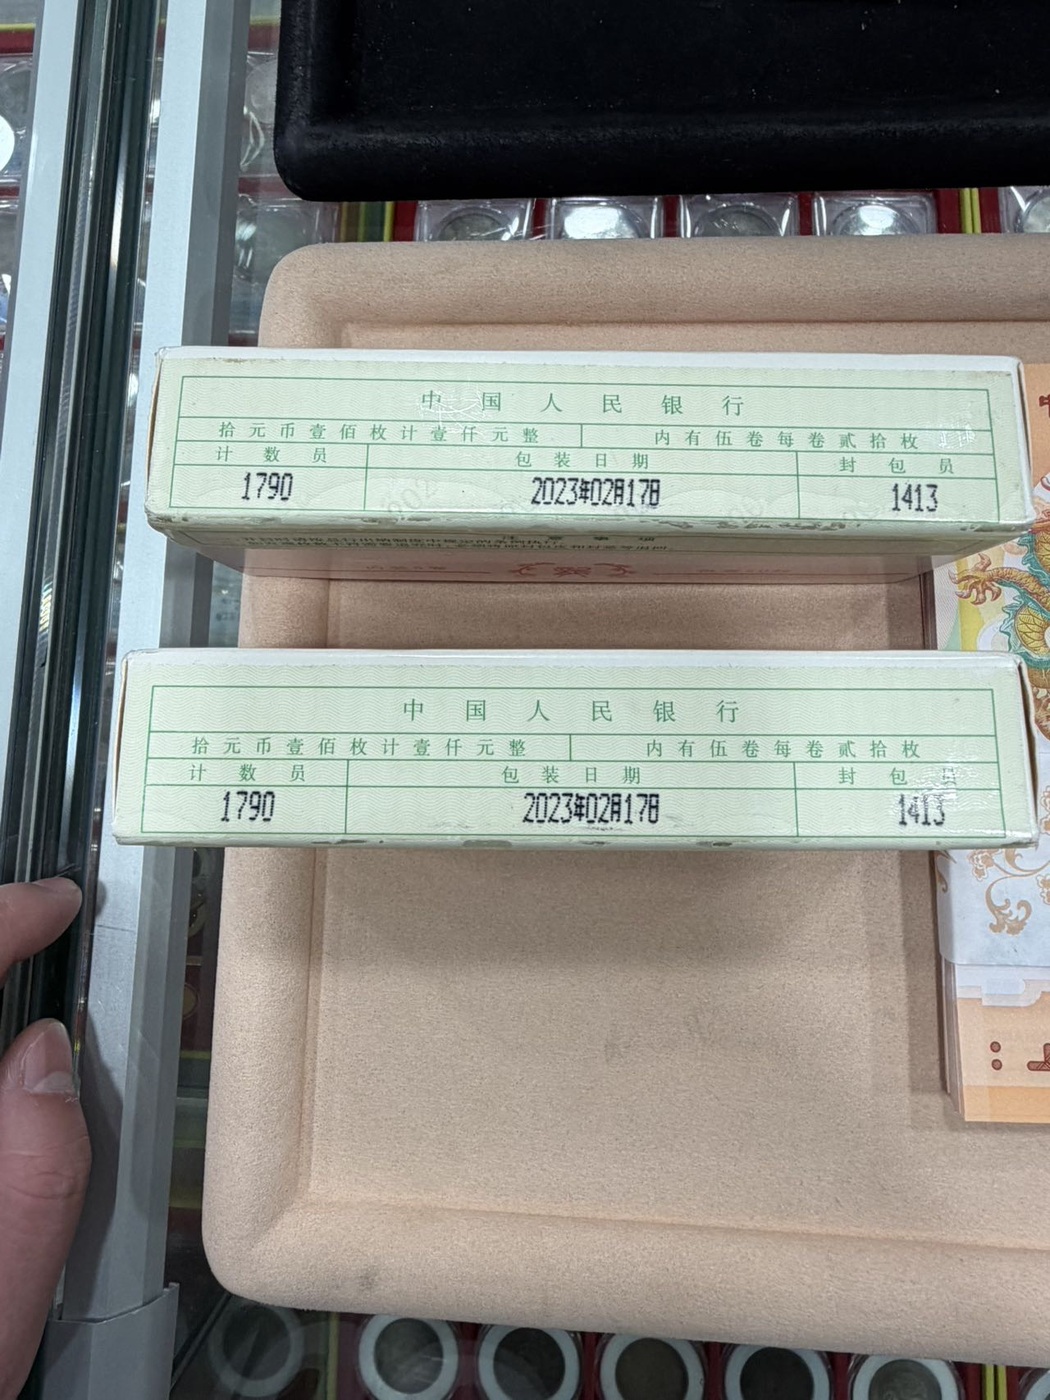 中国人民银行
拾元币壹佰枚计壹仟元整 内有伍卷每卷贰拾枚
计数员 包装日期 封包员
1790 2023年02月17日 1413
注意事项
中国人民银行
拾元币壹佰枚计壹仟元整 内有伍卷每卷贰拾枚
计数员 包装日期 封包员
1790 2023年02月17日 1413